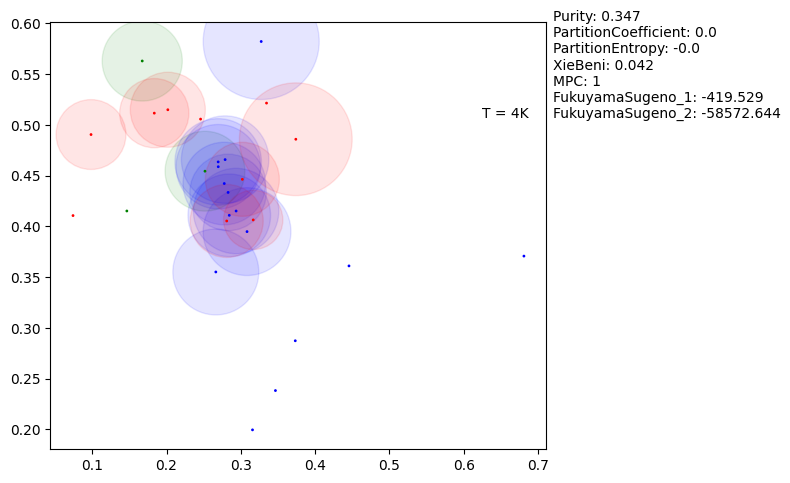 Purity: 0.347
PartitionCoefficient: 0.0
PartitionEntropy: -0.0
XieBeni: 0.042
MPC: 1
FukuyamaSugeno_1: -419.529
FukuyamaSugeno_2: -58572.644
T = 4K
0.60
0.55
0.50
0.45
0.40
0.35
0.30
0.25
0.20
0.1 0.2 0.3 0.4 0.5 0.6 0.7